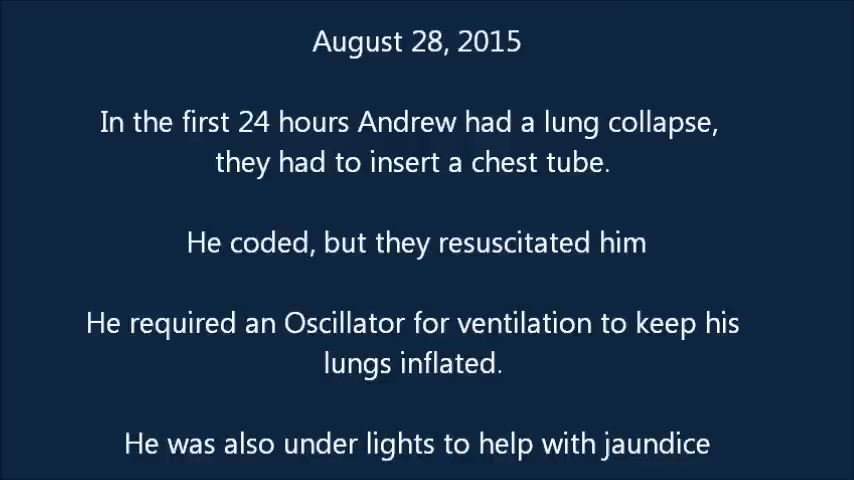 August 28, 2015
In the first 24 hours Andrew had a lung collapse,
they had to insert a chest tube.
He coded, but they resuscitated him
He required an Oscillator for ventilation to keep his
lungs inflated.
He was also under lights to help with jaundice